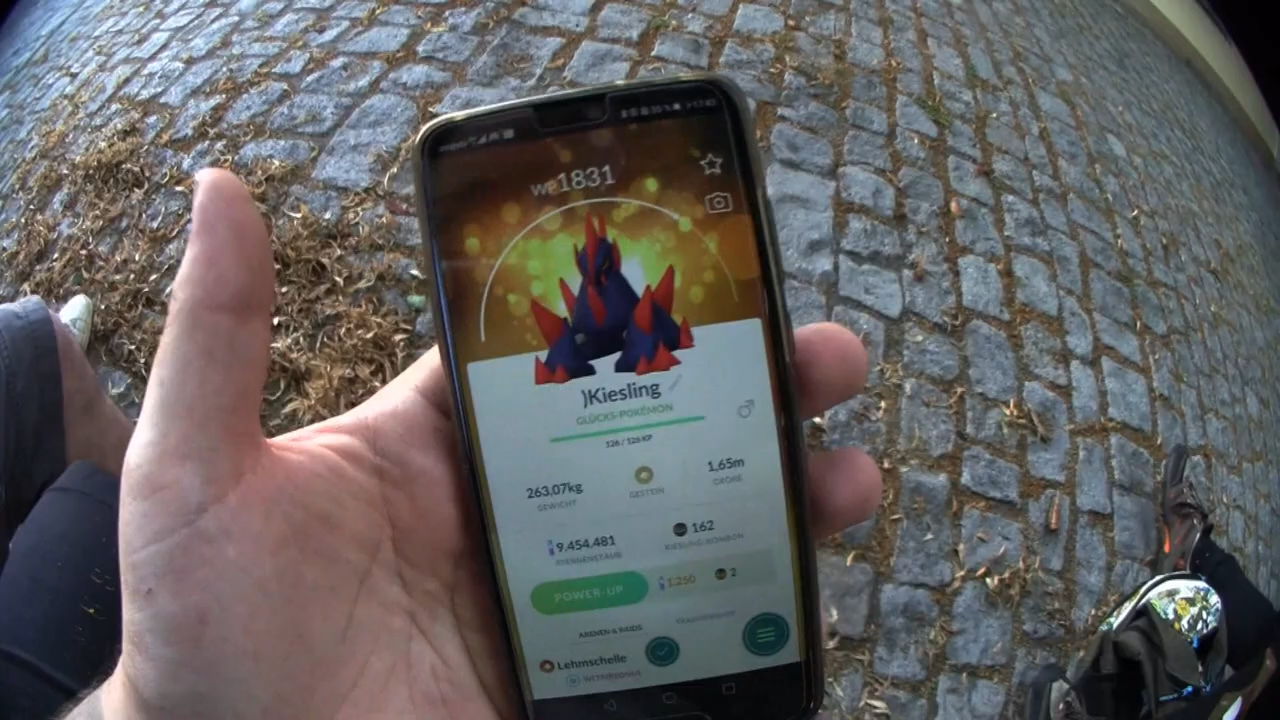 WP1831
)Kiesling
GLÜCKS-POKÉMON
126 / 126 KP
263,07kg
GEWICHT
GESTEIN
1,65m
GRÖßE
9.454.481
STERNENSTAUB
162
KIESLING-BONBON
POWER-UP
1.250
2
ARENEN & RAIDS
Lehmschelle
WETTERBONUS